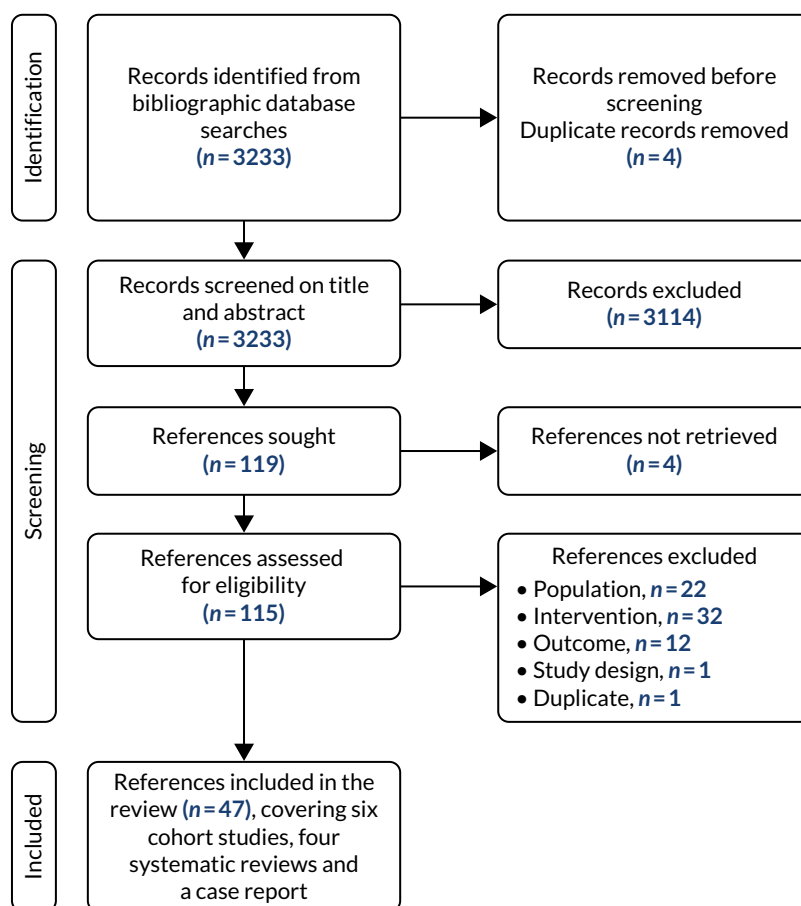 Identification
Records identified from
bibliographic database
searches
(n = 3233)
Records removed before
screening
Duplicate records removed
(n = 4)
Screening
Records screened on title
and abstract
(n = 3233)
Records excluded
(n = 3114)
References sought
(n = 119)
References not retrieved
(n = 4)
References assessed
for eligibility
(n = 115)
References excluded
• Population, n = 22
• Intervention, n = 32
• Outcome, n = 12
• Study design, n = 1
• Duplicate, n = 1
Included
References included in the
review (n = 47), covering six
cohort studies, four
systematic reviews and
a case report